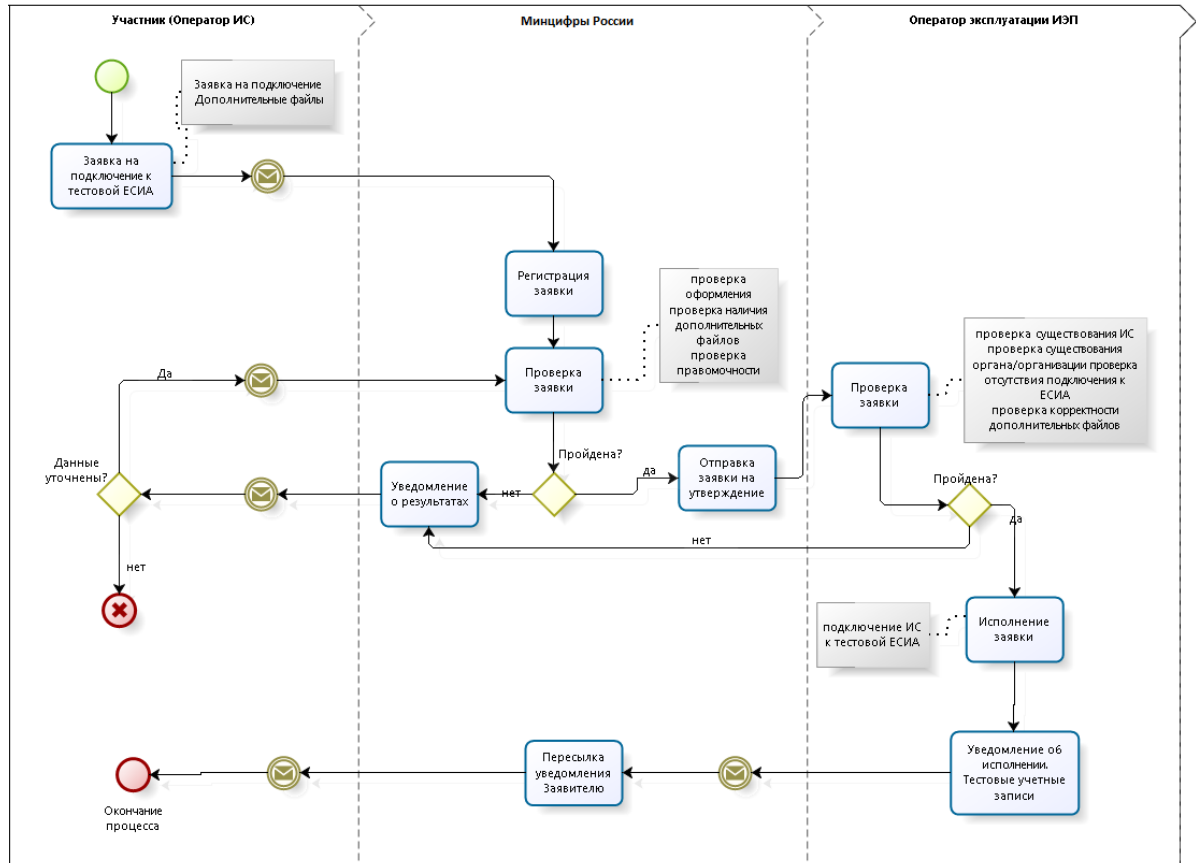 Участник (Оператор ИС)
Минцифры России
Оператор эксплуатации ИЭП
Заявка на подключение
Дополнительные файлы
Заявка на
подключение к
тестовой ЕСИА
Регистрация
заявки
проверка
оформления
проверка наличия
дополнительных
файлов
проверка
правомочности
проверка существования ИС
проверка существования
органа/организации проверка
отсутствия подключения к
ЕСИА
проверка корректности
дополнительных файлов
Да
Проверка
заявки
Проверка
заявки
Данные
уточнены?
Уведомление
о результатах
нет
Пройдена?
да
Отправка
заявки на
утверждение
Пройдена?
да
нет
нет
подключение ИС
к тестовой ЕСИА
Исполнение
заявки
Пересылка
уведомления
Заявителю
Уведомление об
исполнении.
Тестовые учетные
записи
Окончание
процесса